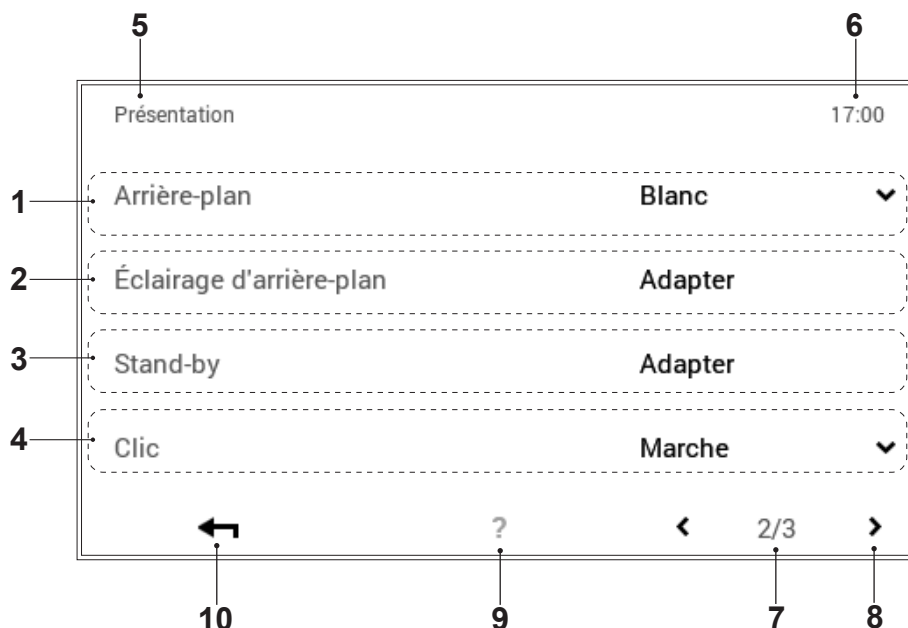 5 6
Présentation 17:00
1 Arrière-plan Blanc
2 Éclairage d'arrière-plan Adapter
3 Stand-by Adapter
4 Clic Marche
? 2/3
10 9 7 8